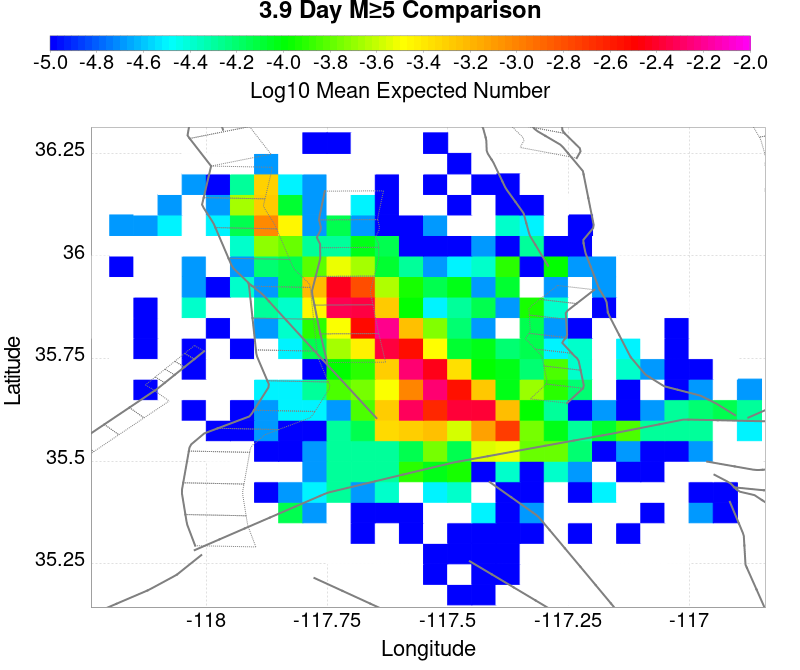 3.9 Day M≥5 Comparison
-5.0 -4.8 -4.6 -4.4 -4.2 -4.0 -3.8 -3.6 -3.4 -3.2 -3.0 -2.8 -2.6 -2.4 -2.2 -2.0
Log10 Mean Expected Number
36.25
36
35.75
35.5
35.25
Latitude
-118 -117.75 -117.5 -117.25 -117
Longitude